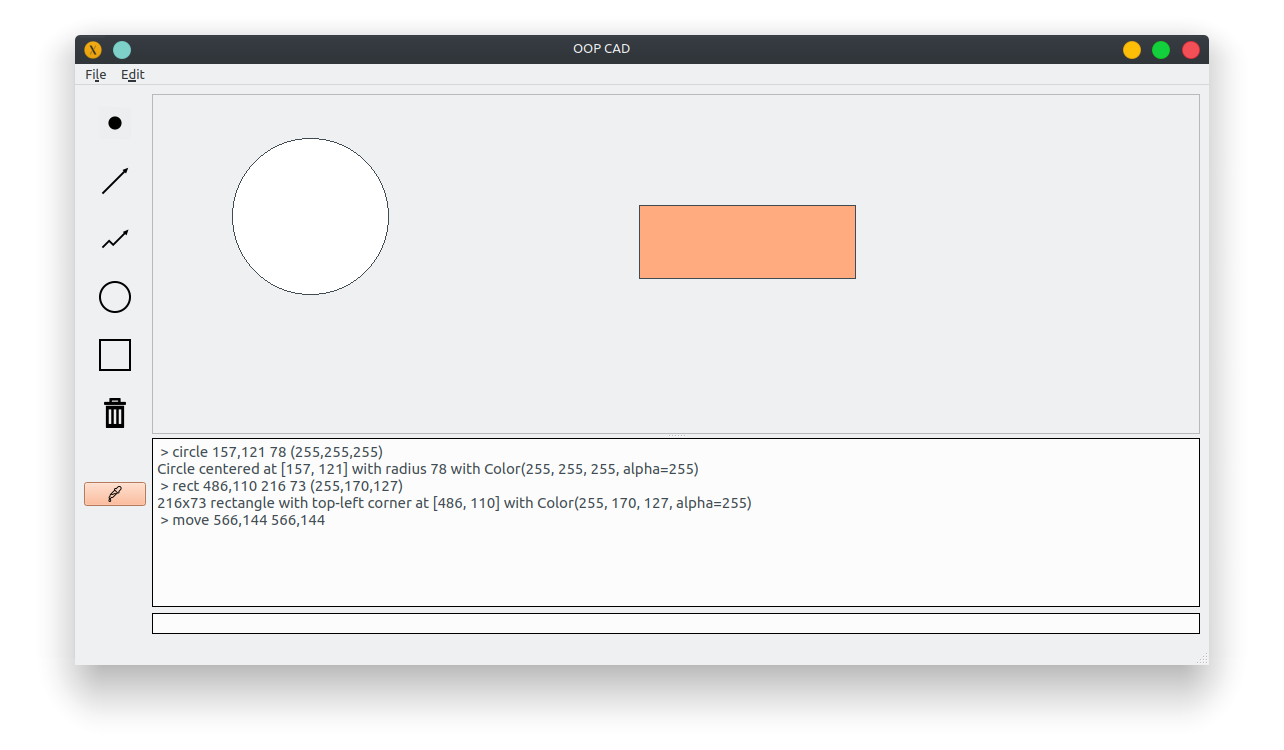 OOP CAD
File Edit
> circle 157,121 78 (255,255,255)
Circle centered at [157, 121] with radius 78 with Color(255, 255, 255, alpha=255)
> rect 486,110 216 73 (255,170,127)
216x73 rectangle with top-left corner at [486, 110] with Color(255, 170, 127, alpha=255)
> move 566,144 566,144